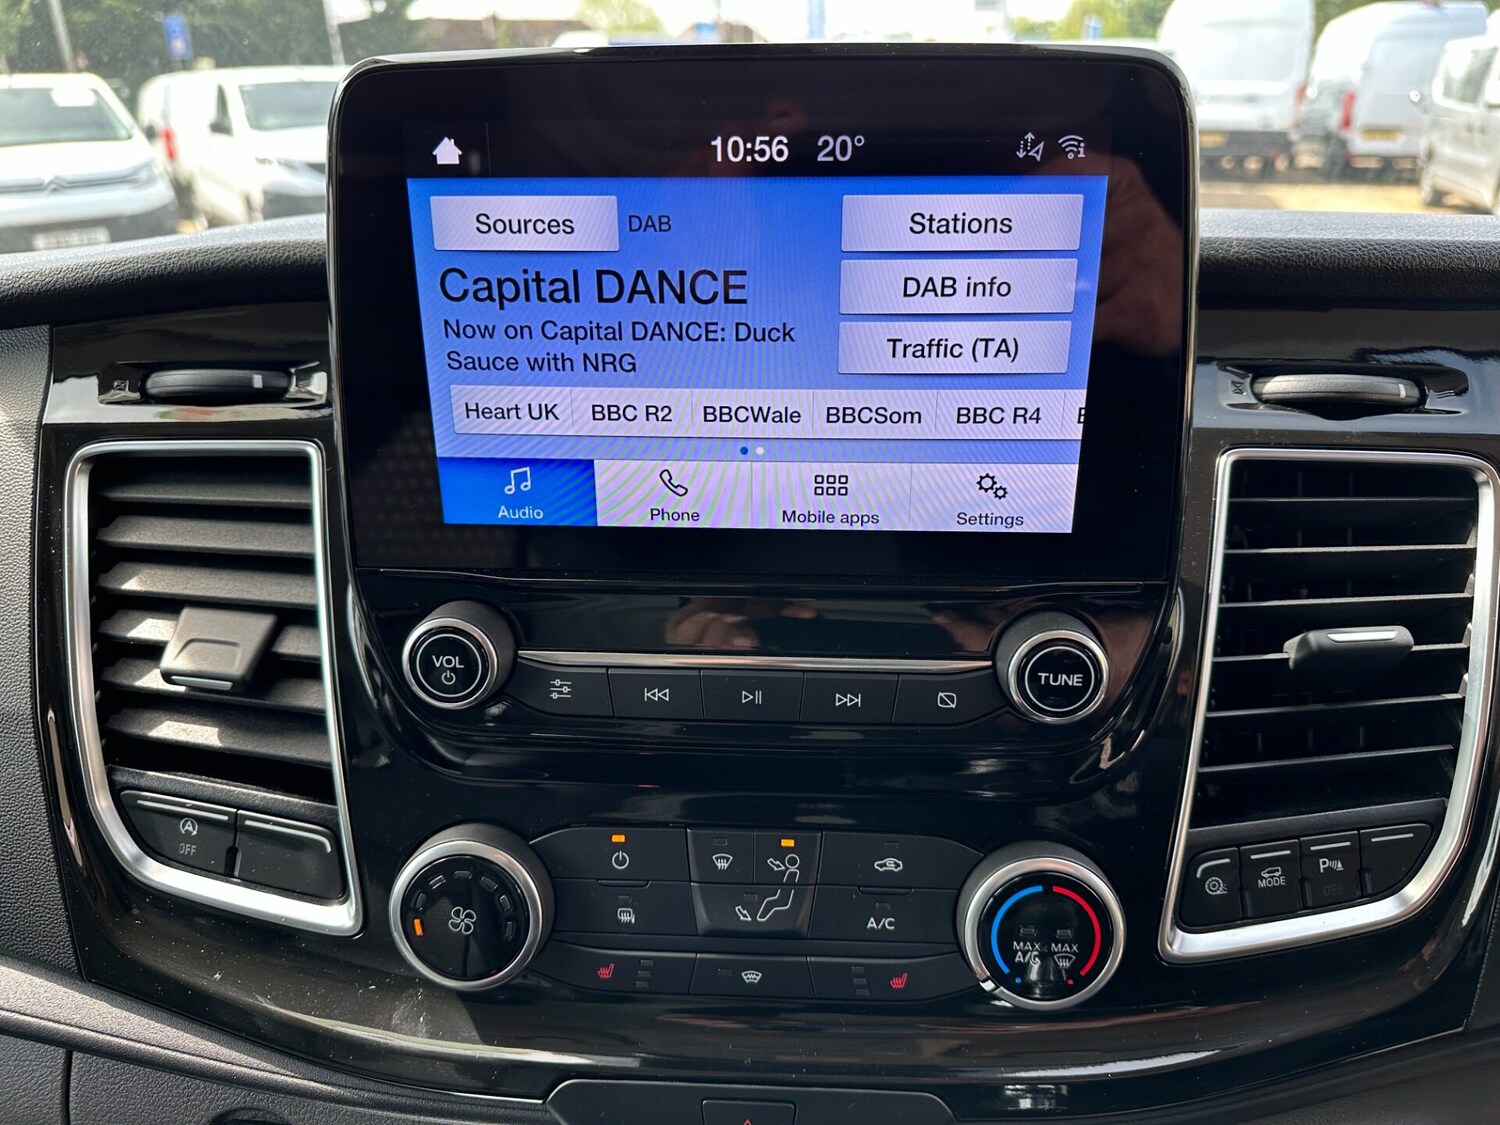 10:56 20°
Sources DAB Stations
Capital DANCE
DAB info
Now on Capital DANCE: Duck
Sauce with NRG
Traffic (TA)
Heart UK BBC R2 BBCWale BBCSom BBC R4
Audio Phone Mobile apps Settings
VOL
TUNE
A OFF
A/C
MAX A/C MAX
MODE
P OFF